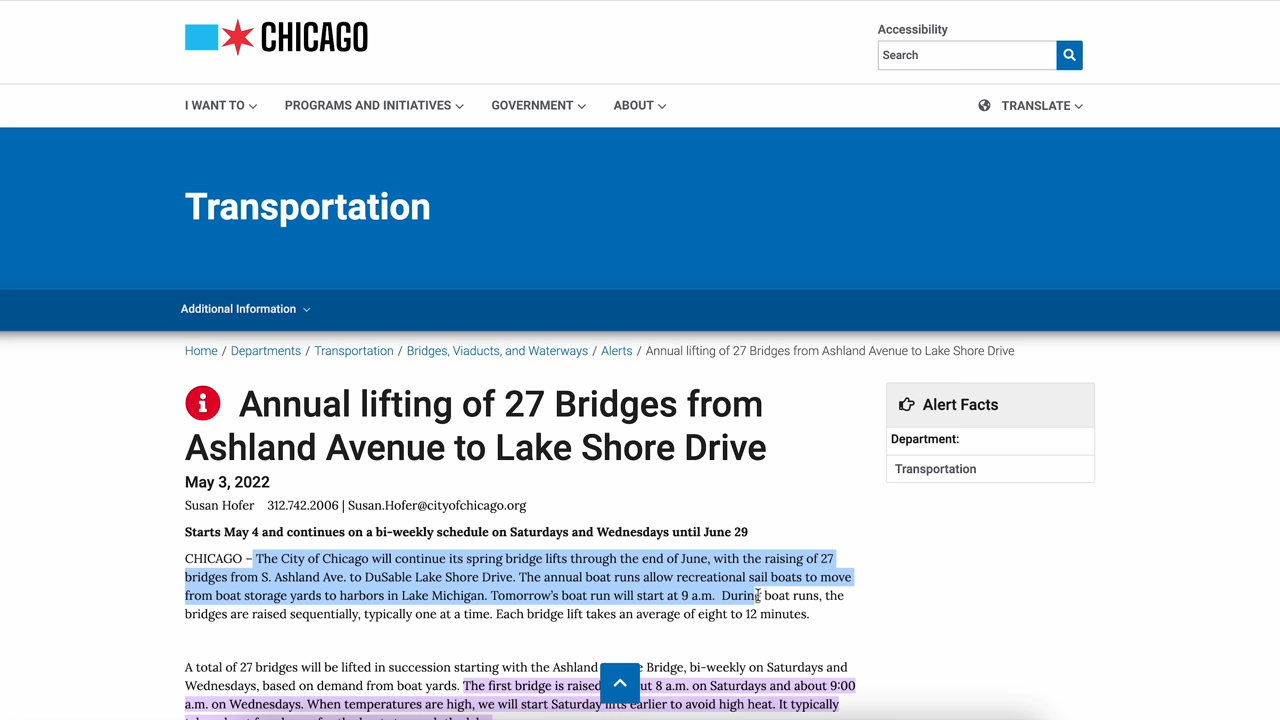 CHICAGO
Accessibility
Search
I WANT TO
PROGRAMS AND INITIATIVES
GOVERNMENT
ABOUT
TRANSLATE
Transportation
Additional Information
Home / Departments / Transportation / Bridges, Viaducts, and Waterways / Alerts / Annual lifting of 27 Bridges from Ashland Avenue to Lake Shore Drive
Annual lifting of 27 Bridges from
Ashland Avenue to Lake Shore Drive
May 3, 2022
Susan Hofer 312.742.2006 | Susan.Hofer@cityofchicago.org
Starts May 4 and continues on a bi-weekly schedule on Saturdays and Wednesdays until June 29
CHICAGO – The City of Chicago will continue its spring bridge lifts through the end of June, with the raising of 27
bridges from S. Ashland Ave. to DuSable Lake Shore Drive. The annual boat runs allow recreational sail boats to move
from boat storage yards to harbors in Lake Michigan. Tomorrow's boat run will start at 9 a.m. During boat runs, the
bridges are raised sequentially, typically one at a time. Each bridge lift takes an average of eight to 12 minutes.
A total of 27 bridges will be lifted in succession starting with the Ashland Bridge, bi-weekly on Saturdays and
Wednesdays, based on demand from boat yards. The first bridge is raised 8 a.m. on Saturdays and about 9:00
a.m. on Wednesdays. When temperatures are high, we will start Saturday lifts earlier to avoid high heat. It typically
Alert Facts
Department:
Transportation